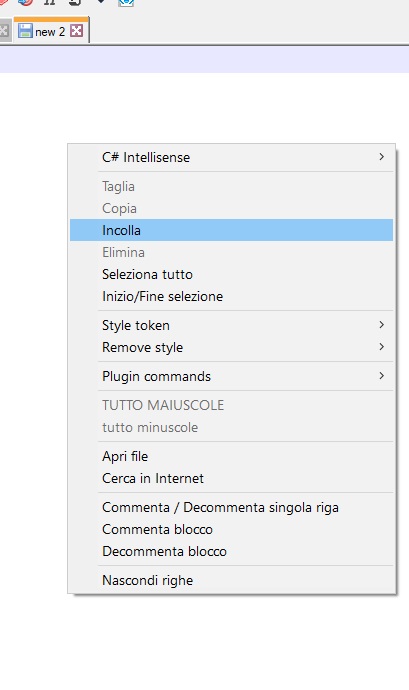 new 2
C# Intellisense
Taglia
Copia
Incolla
Elimina
Seleziona tutto
Inizio/Fine selezione
Style token
Remove style
Plugin commands
TUTTO MAIUSCOLE
tutto minuscole
Apri file
Cerca in Internet
Commenta / Decommenta singola riga
Commenta blocco
Decommenta blocco
Nascondi righe